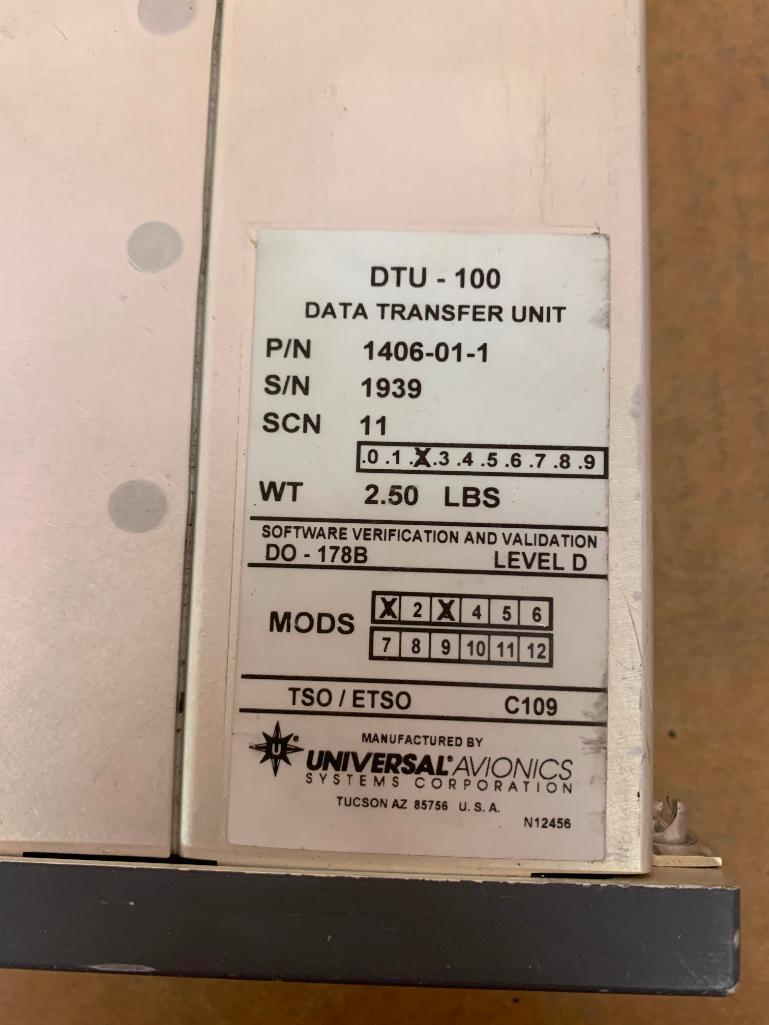 DTU - 100
DATA TRANSFER UNIT
P/N 1406-01-1
S/N 1939
SCN 11
.0 .1 .X .3 .4 .5 .6 .7 .8 .9
WT 2.50 LBS
SOFTWARE VERIFICATION AND VALIDATION
DO - 178B LEVEL D
MODS X 2 X 4 5 6
7 8 9 10 11 12
TSO / ETSO C109
MANUFACTURED BY
U® UNIVERSAL® AVIONICS
SYSTEMS CORPORATION
TUCSON AZ 85756 U.S.A.
N12456